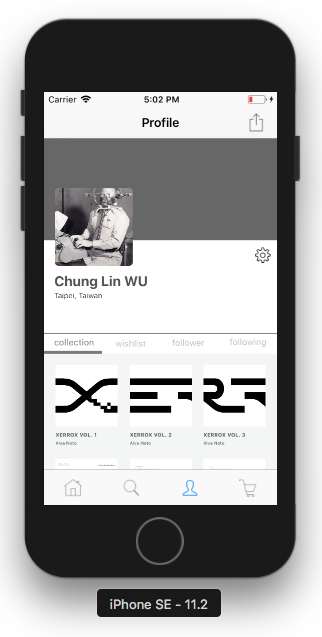 Carrier 5:02 PM
Profile
Chung Lin WU
Taipei, Taiwan
collection wishlist follower following
XERROX VOL. 1 XERROX VOL. 2 XERROX VOL. 3
Alva Noto Alva Noto Alva Noto
iPhone SE - 11.2